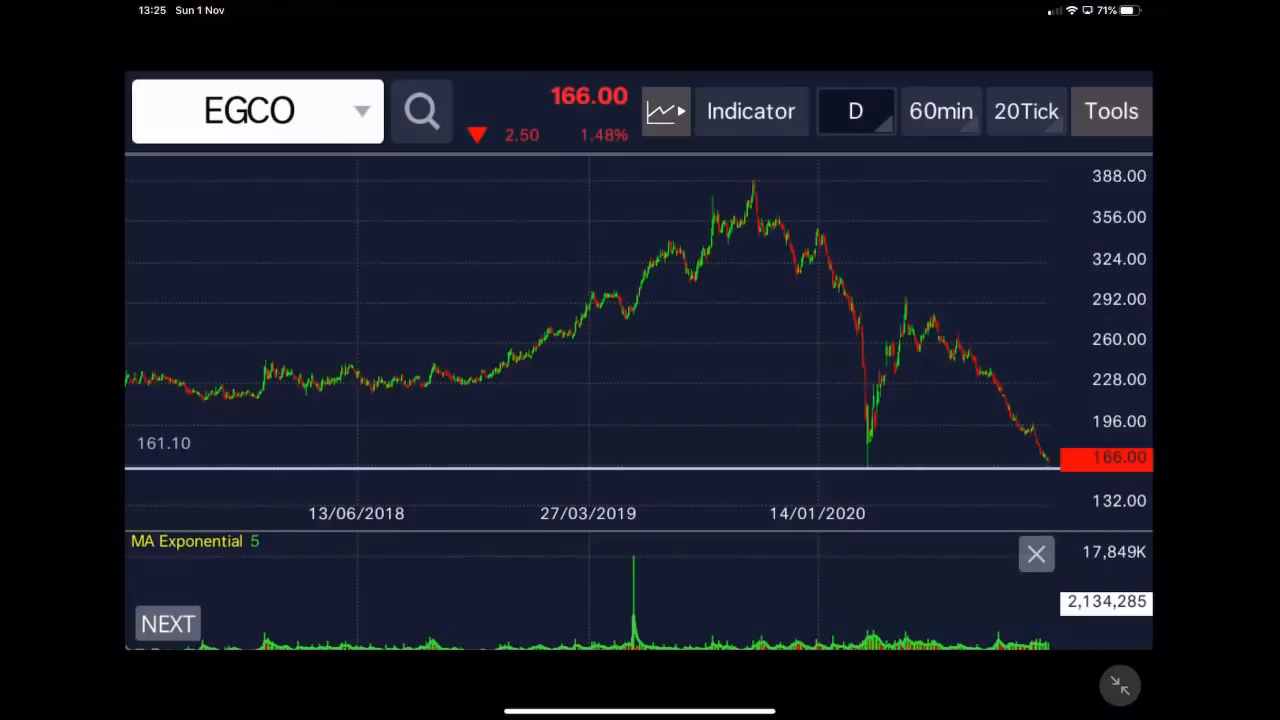 13:25 Sun 1 Nov 71%
EGCO 166.00 Indicator D 60min 20Tick Tools
2.50 1.48%
388.00
356.00
324.00
292.00
260.00
228.00
196.00
161.10
166.00
132.00
13/06/2018 27/03/2019 14/01/2020
MA Exponential 5
17,849K
2,134,285
NEXT